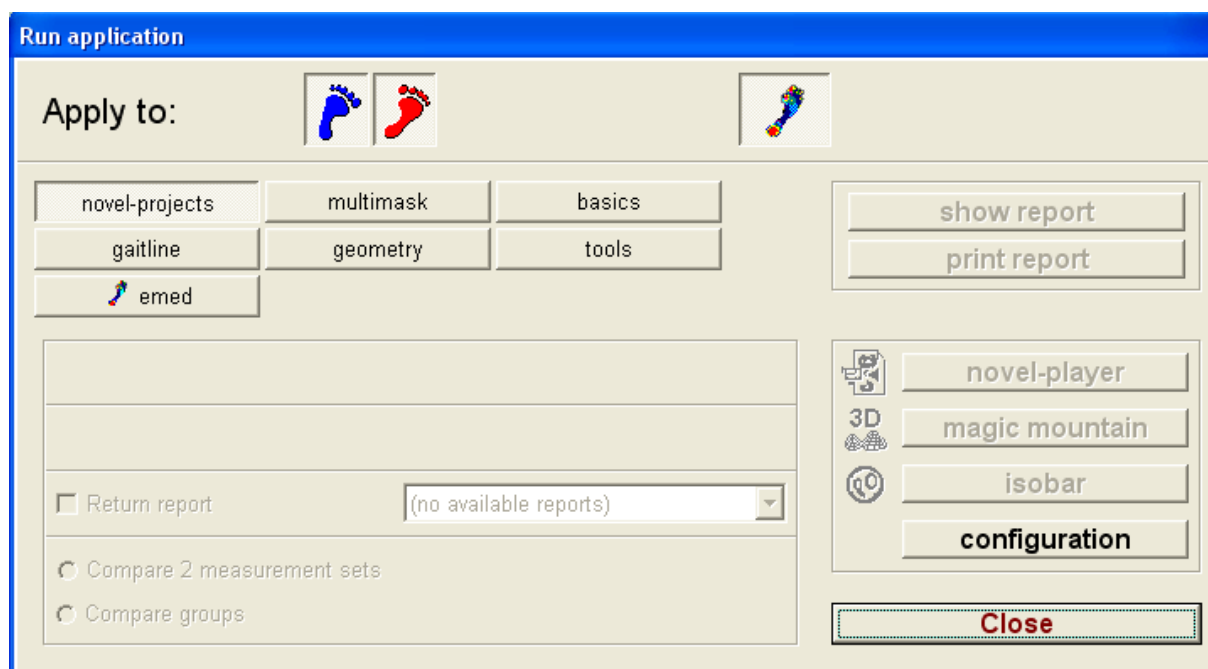 Run application
Apply to:
novel-projects
multimask
basics
gaitline
geometry
tools
emed
show report
print report
Return report
(no available reports)
Compare 2 measurement sets
Compare groups
novel-player
3D
magic mountain
isobar
configuration
Close